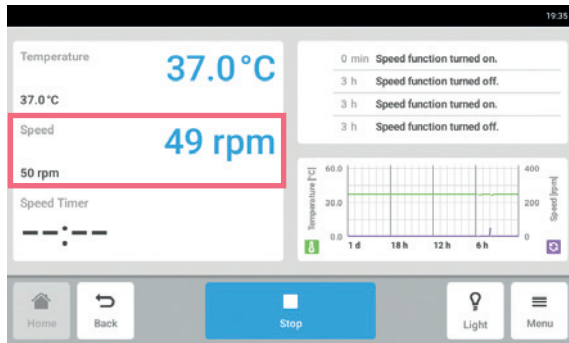 19:35
Temperature
37.0°C
37.0°C
Speed
49 rpm
50 rpm
Speed Timer
--:--
0 min Speed function turned on.
3 h Speed function turned off.
3 h Speed function turned on.
3 h Speed function turned off.
Temperature [°C]
60.0
30.0
0.0
400
200
0
Speed [rpm]
1 d 18 h 12 h 6 h
Home
Back
Stop
Light
Menu